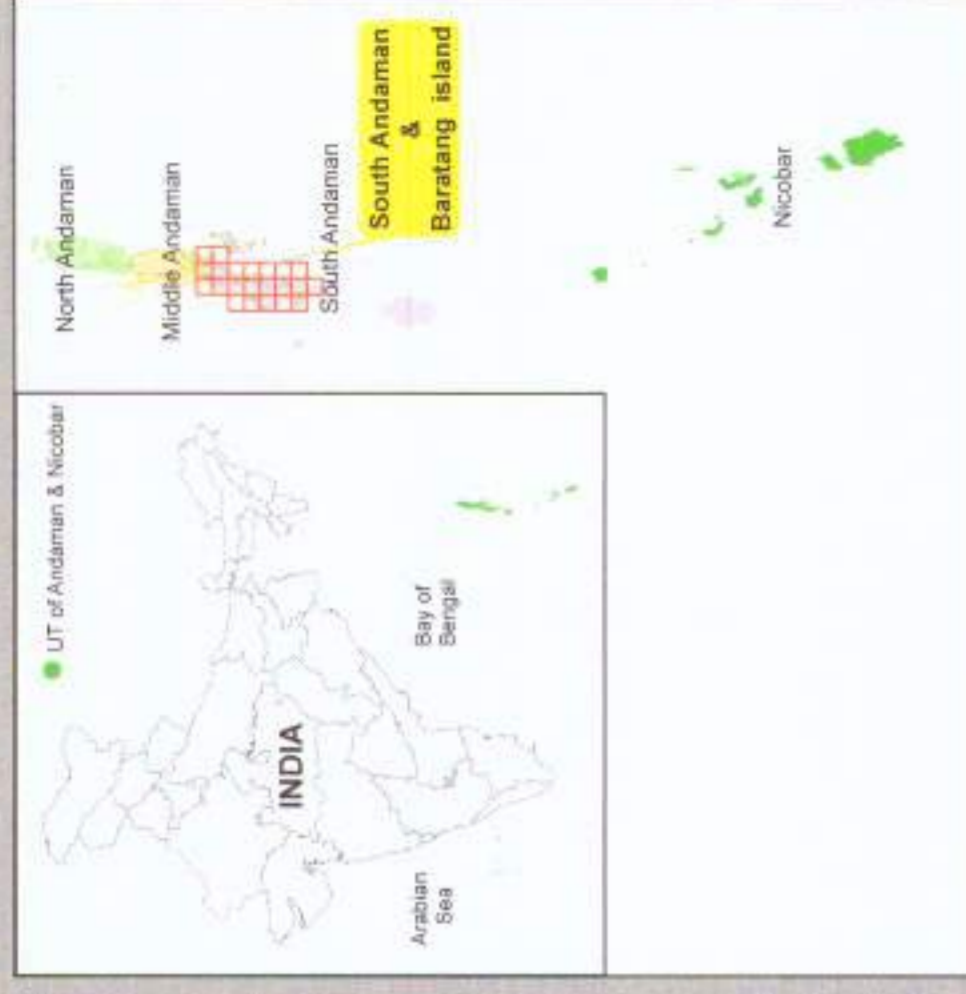 UT of Andaman & Nicobar
INDIA
Arabian
Sea
Bay of
Bengal
North Andaman
Middle Andaman
South Andaman
South Andaman
&
Baratang island
Nicobar